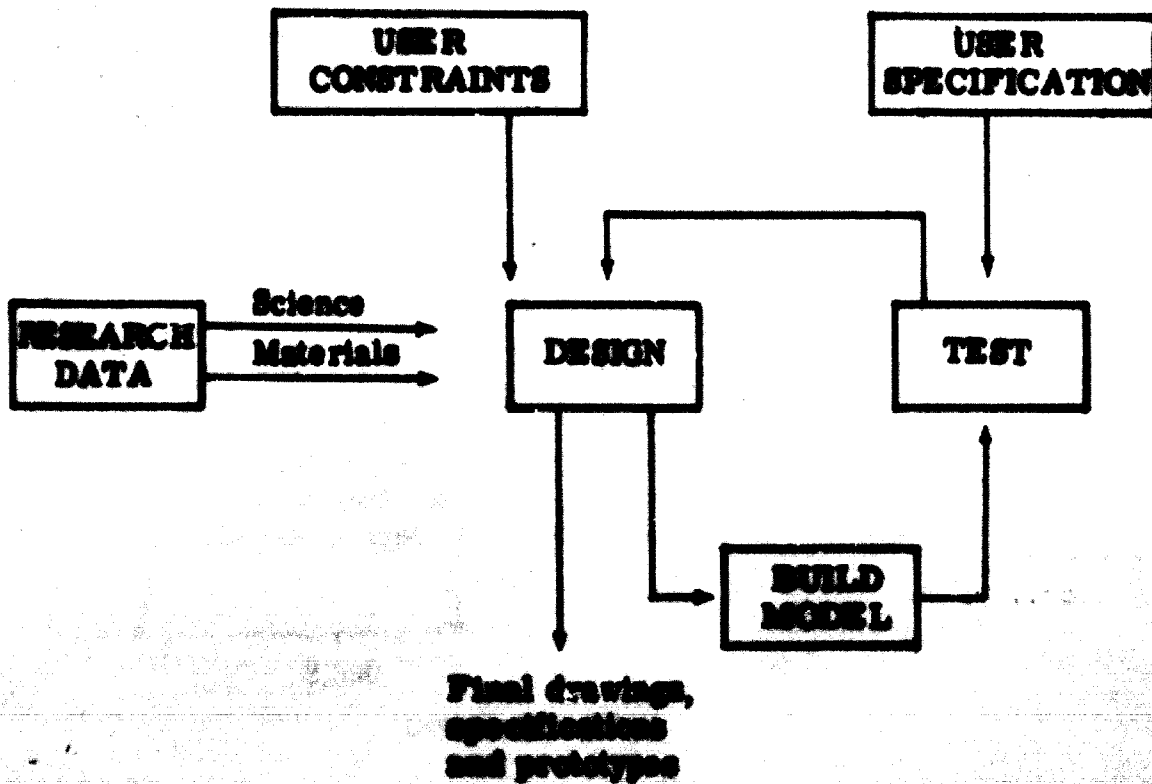 USER
CONSTRAINTS
USER
SPECIFICATION
Science
Materials
RESEARCH
DATA
DESIGN
TEST
BUILD
MODEL
Final drawings,
specifications
and prototypes